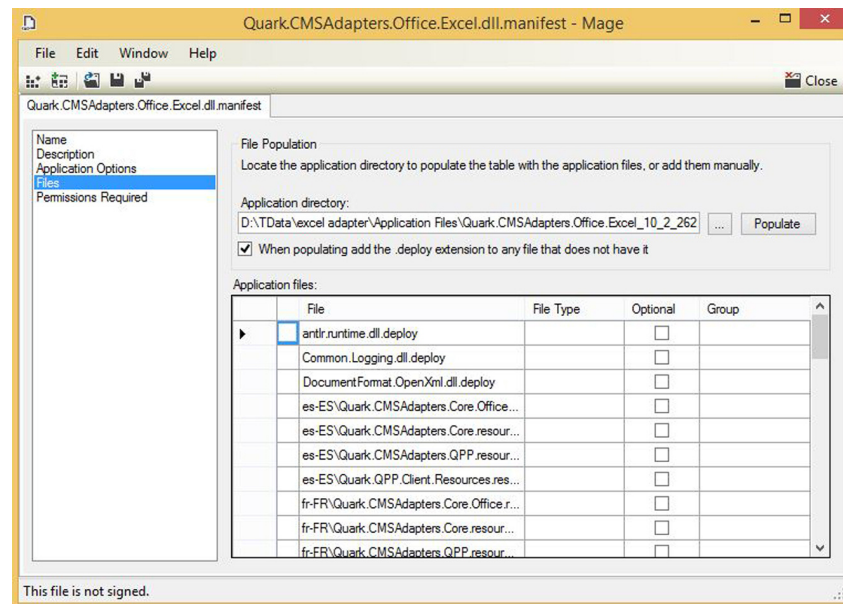 Quark.CMSAdapters.Office.Excel.dll.manifest - Mage
File Edit Window Help
Close
Quark.CMSAdapters.Office.Excel.dll.manifest
Name
Description
Application Options
Files
Permissions Required
File Population
Locate the application directory to populate the table with the application files, or add them manually.
Application directory:
D:\TData\excel adapter\Application Files\Quark.CMSAdapters.Office.Excel_10_2_262 ... Populate
When populating add the .deploy extension to any file that does not have it
Application files:
File File Type Optional Group
antlr.runtime.dll.deploy
Common.Logging.dll.deploy
DocumentFormat.OpenXml.dll.deploy
es-ES\Quark.CMSAdapters.Core.Office...
es-ES\Quark.CMSAdapters.Core.resour...
es-ES\Quark.CMSAdapters.QPP.resour...
es-ES\Quark.QPP.Client.Resources.res...
fr-FR\Quark.CMSAdapters.Core.Office.r...
fr-FR\Quark.CMSAdapters.Core.resour...
fr-FR\Quark.CMSAdapters.QPP.resour...
This file is not signed.